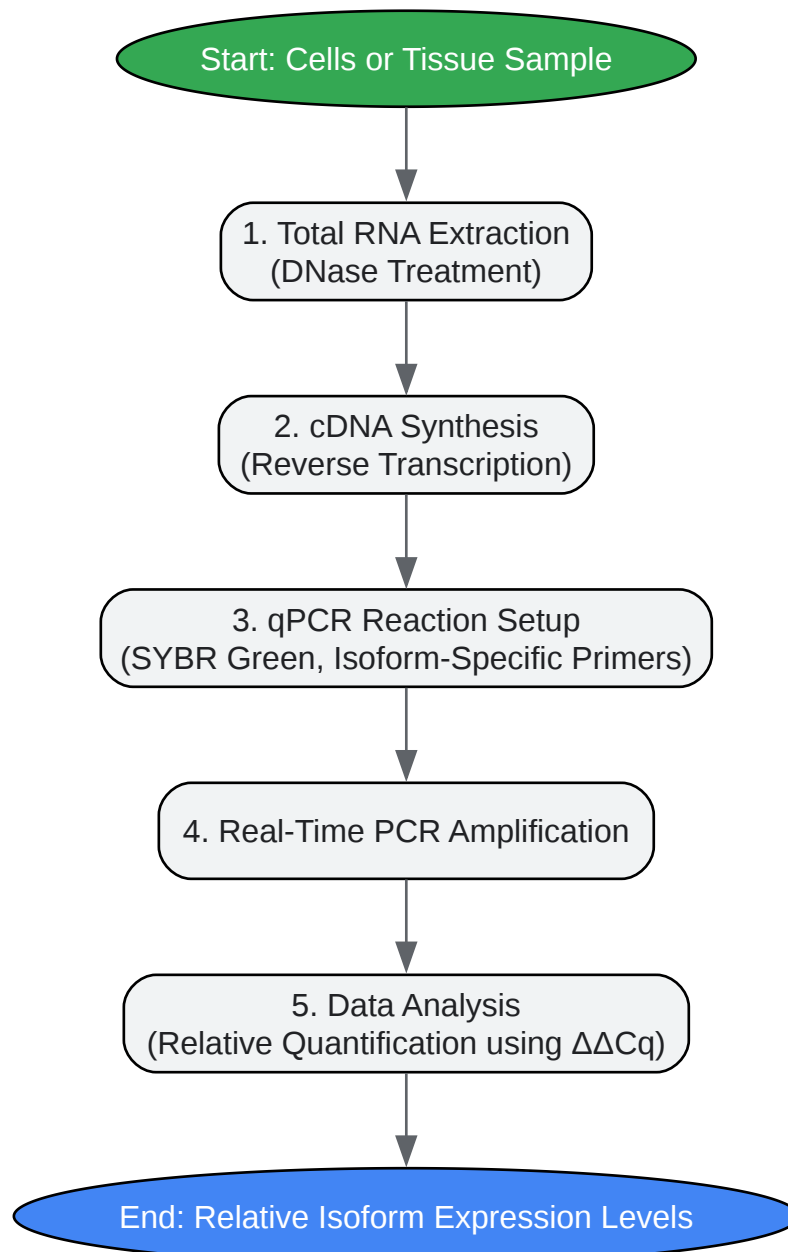 Start: Cells or Tissue Sample
1. Total RNA Extraction
(DNase Treatment)
2. cDNA Synthesis
(Reverse Transcription)
3. qPCR Reaction Setup
(SYBR Green, Isoform-Specific Primers)
4. Real-Time PCR Amplification
5. Data Analysis
(Relative Quantification using ΔΔCq)
End: Relative Isoform Expression Levels